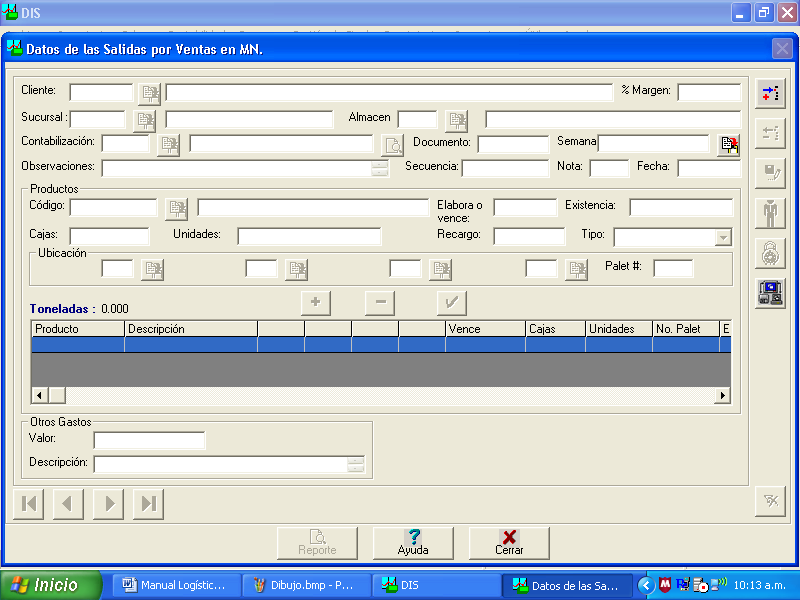 DIS
Datos de las Salidas por Ventas en MN.
Cliente: % Margen:
Sucursal : Almacen
Contabilización: Documento: Semana
Observaciones: Secuencia: Nota: Fecha:
Productos
Código: Elabora o vence: Existencia:
Cajas: Unidades: Recargo: Tipo:
Ubicación
Palet #:
Toneladas : 0.000
Producto Descripción Vence Cajas Unidades No. Palet E
Otros Gastos
Valor:
Descripción:
Reporte Ayuda Cerrar
Inicio Manual Logístic... Dibujo.bmp - P... DIS Datos de las Sa... 10:13 a.m.